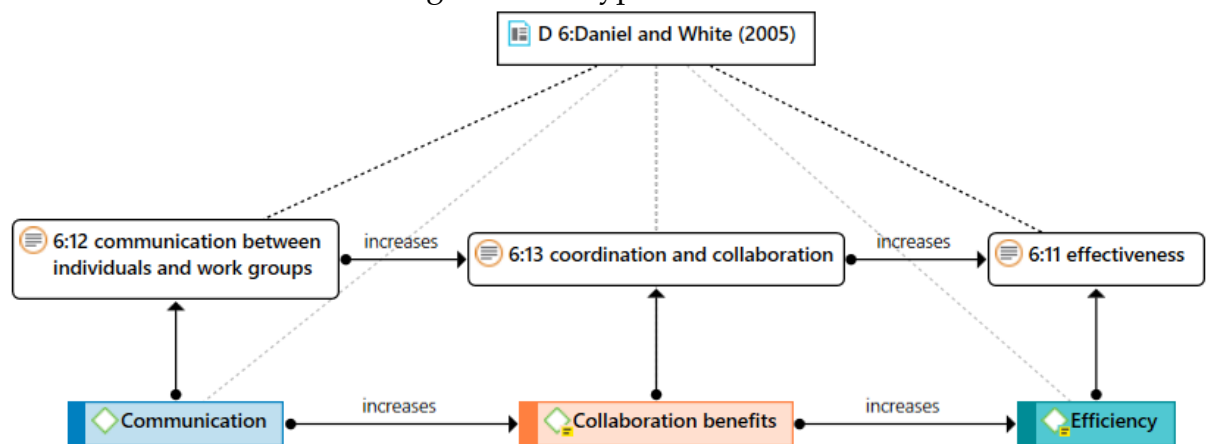 D 6:Daniel and White (2005)
6:12 communication between
individuals and work groups
increases
6:13 coordination and collaboration
increases
6:11 effectiveness
Communication
increases
Collaboration benefits
increases
Efficiency